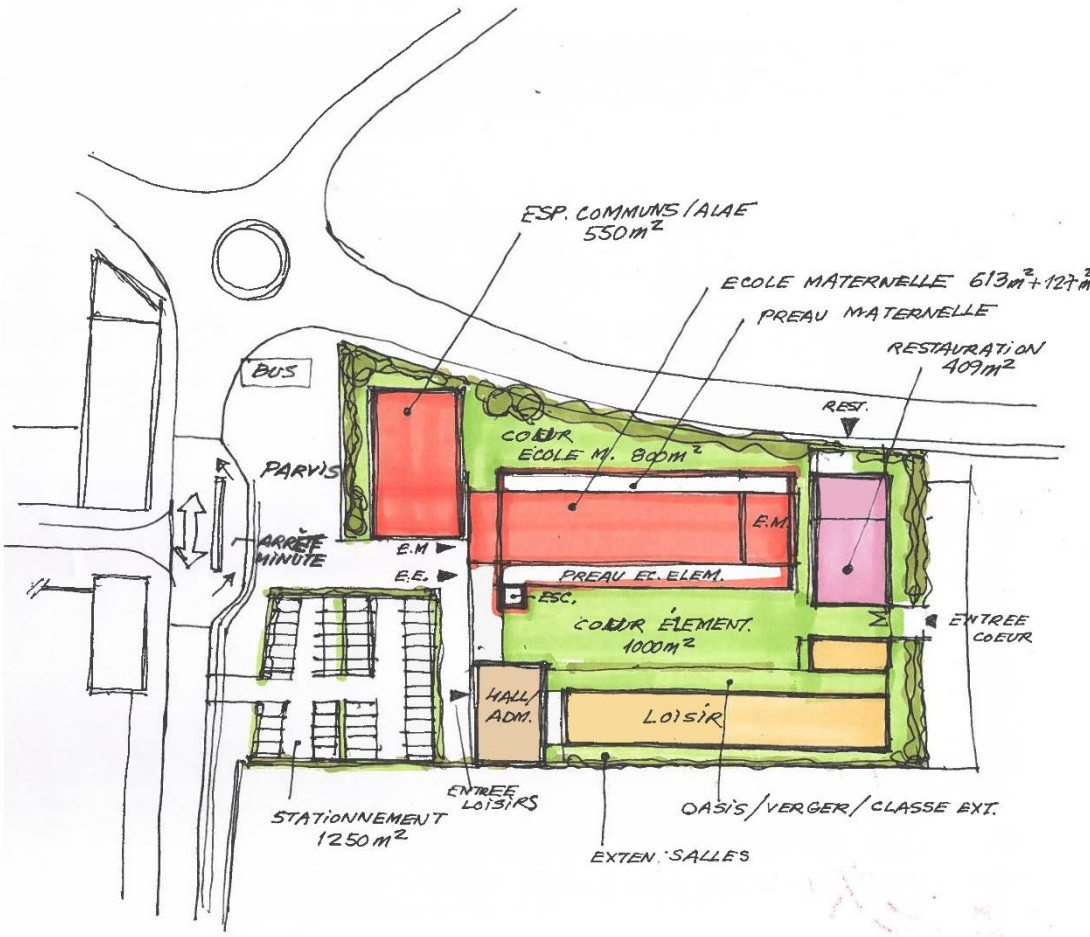 ESP. COMMUNS / ALAE
550m²
ECOLE MATERNELLE 613m² + 127m²
PREAU MATERNELLE
RESTAURATION
409m²
BUS
REST.
COEUR
ECOLE M. 800m²
PARVIS
E.M.
ARRÊT
MINUTE
E.M
E.E.
PREAU EC. ELEM.
ESC.
COEUR ÉLEMENT.
1000m²
ENTREE
COEUR
HALL/
ADM.
LOISIR
ENTREE
LOISIRS
STATIONNEMENT
1250m²
OASIS / VERGER / CLASSE EXT.
EXTEN. SALLES